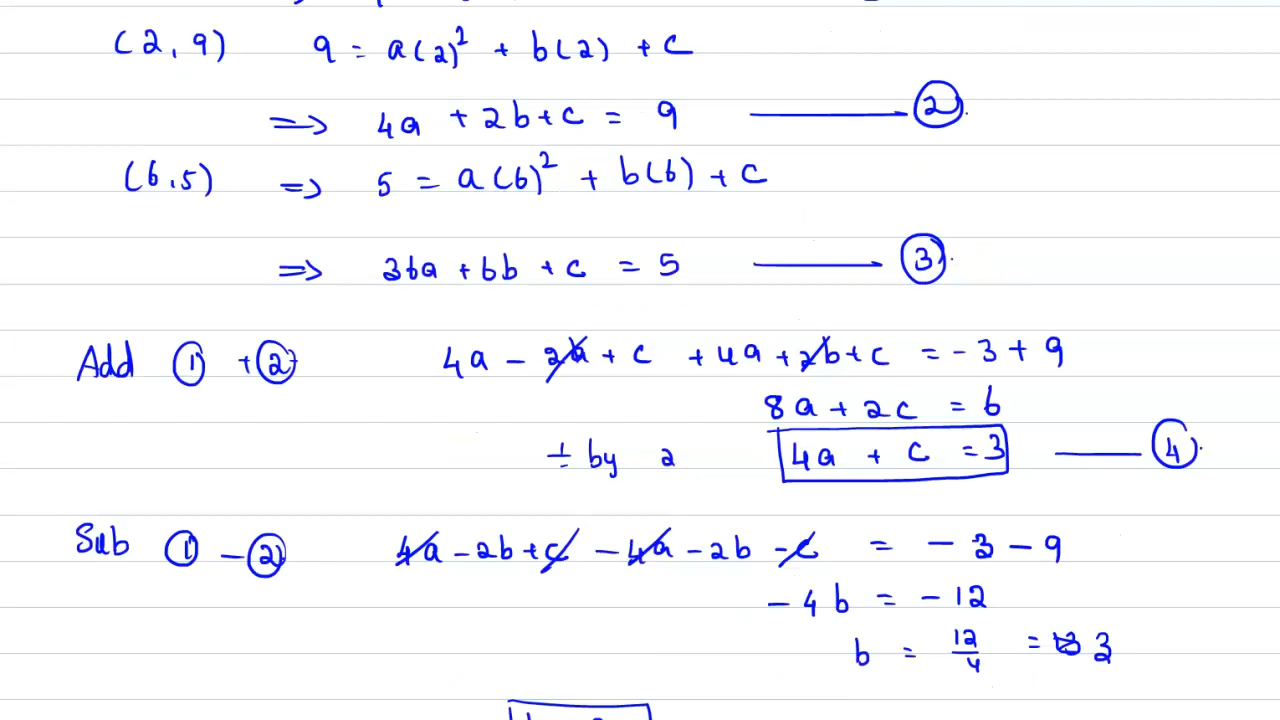 (2, 9) 9 = a(2)² + b(2) + c
⇒ 4a + 2b + c = 9 ——— ②
(6,5) ⇒ 5 = a(6)² + b(6) + c
⇒ 36a + 6b + c = 5 ——— ③
Add ① + ② 4a - 2b + c + 4a + 2b + c = -3 + 9
8a + 2c = 6
÷ by 2 4a + c = 3 ——— ④
Sub ① - ② 4a - 2b + c - 4a - 2b - c = -3 - 9
-4b = -12
b = 12/4 = 3